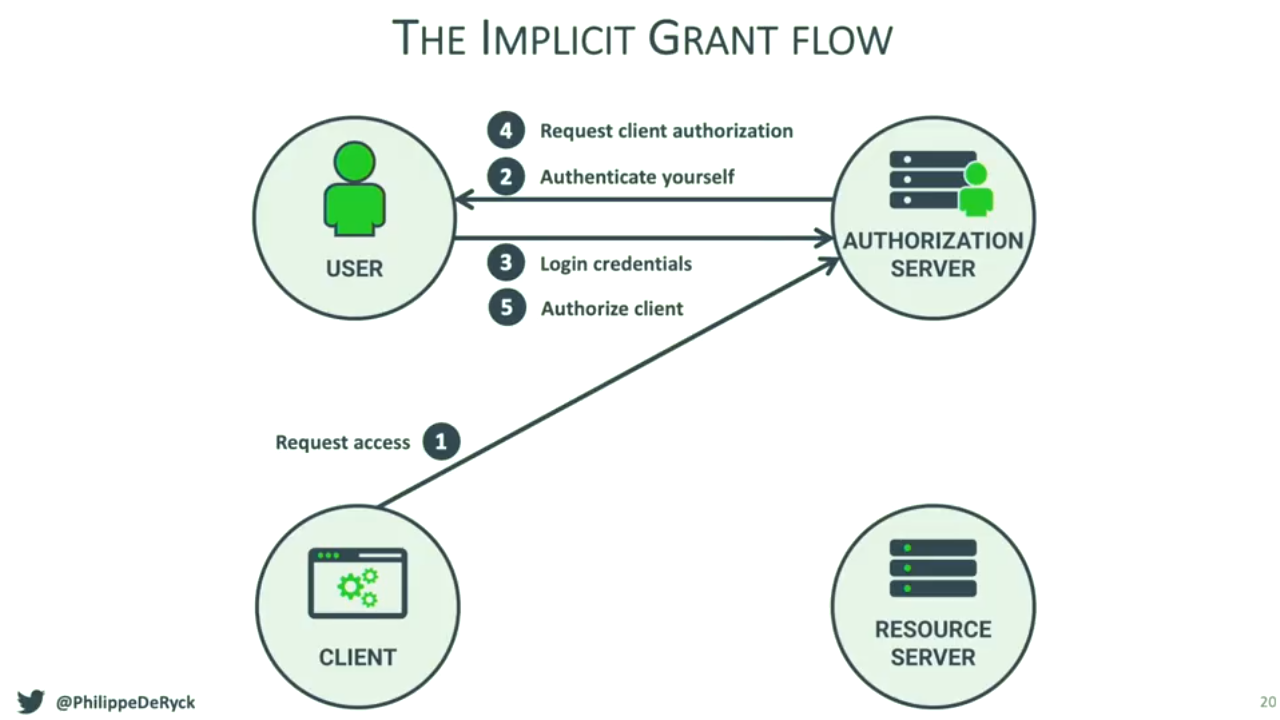 THE IMPLICIT GRANT FLOW
4 Request client authorization
2 Authenticate yourself
USER
AUTHORIZATION
SERVER
3 Login credentials
5 Authorize client
Request access 1
CLIENT
RESOURCE
SERVER
@PhilippeDeRyck
20